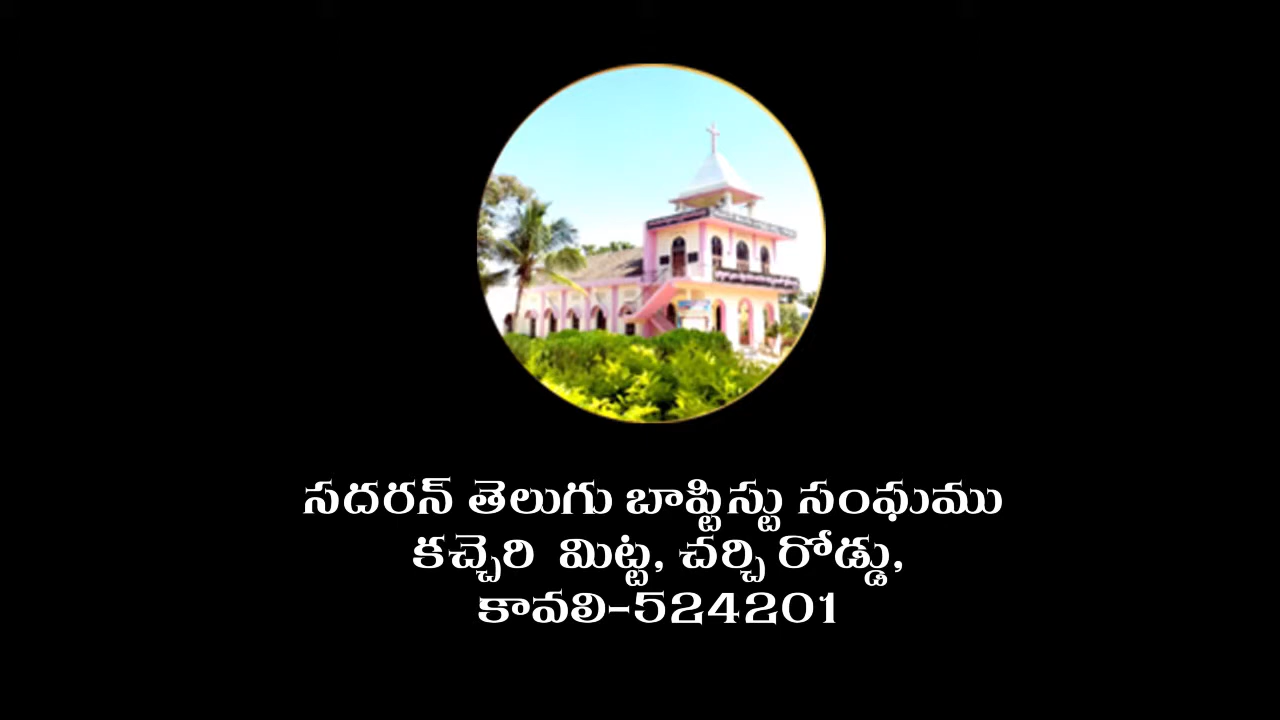 సదరన్ తెలుగు బాప్టిస్టు సంఘము
కచ్చెరి మిట్ట, చర్చి రోడ్డు,
కావలి-524201